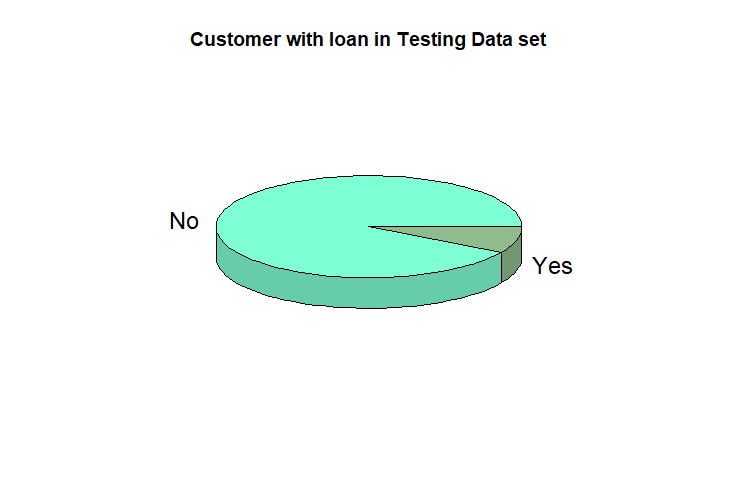 Customer with loan in Testing Data set
No
Yes